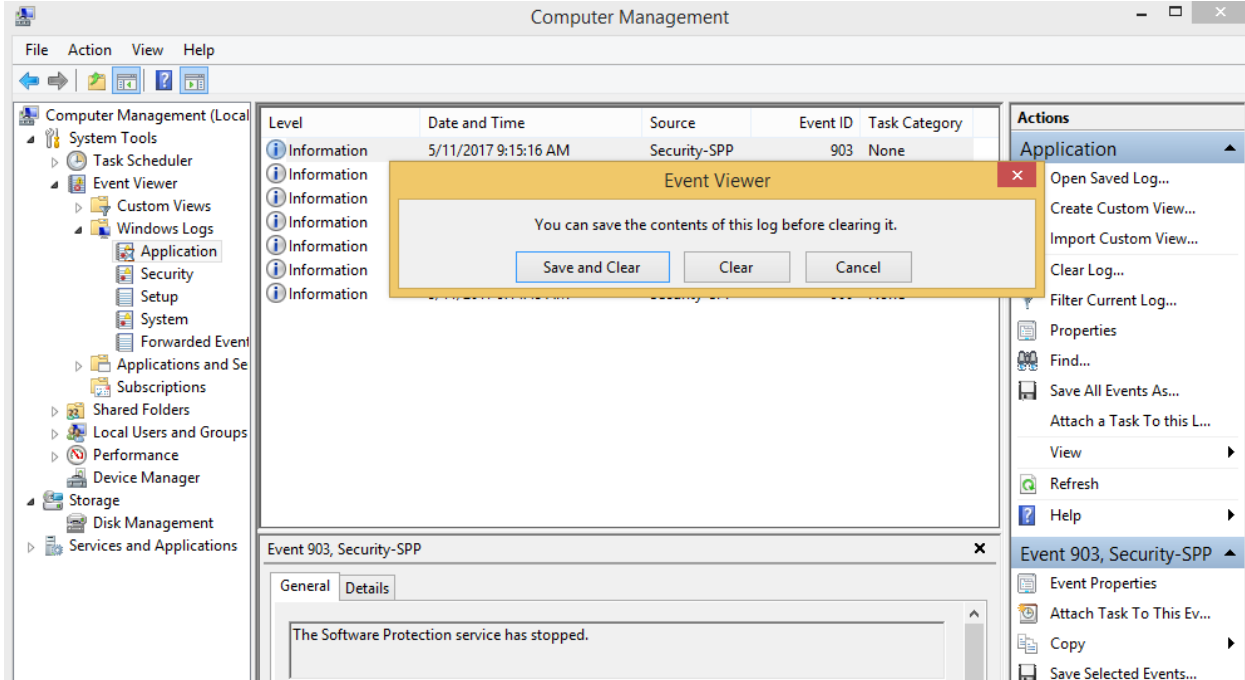 Computer Management
File Action View Help
Computer Management (Local
System Tools
Task Scheduler
Event Viewer
Custom Views
Windows Logs
Application
Security
Setup
System
Forwarded Event
Applications and Se
Subscriptions
Shared Folders
Local Users and Groups
Performance
Device Manager
Storage
Disk Management
Services and Applications
Level Date and Time Source Event ID Task Category
Information 5/11/2017 9:15:16 AM Security-SPP 903 None
Information
Information
Information
Information
Information
Information
Event Viewer
You can save the contents of this log before clearing it.
Save and Clear Clear Cancel
Event 903, Security-SPP
General Details
The Software Protection service has stopped.
Actions
Application
Open Saved Log...
Create Custom View...
Import Custom View...
Clear Log...
Filter Current Log...
Properties
Find...
Save All Events As...
Attach a Task To this L...
View
Refresh
Help
Event 903, Security-SPP
Event Properties
Attach Task To This Ev...
Copy
Save Selected Events...